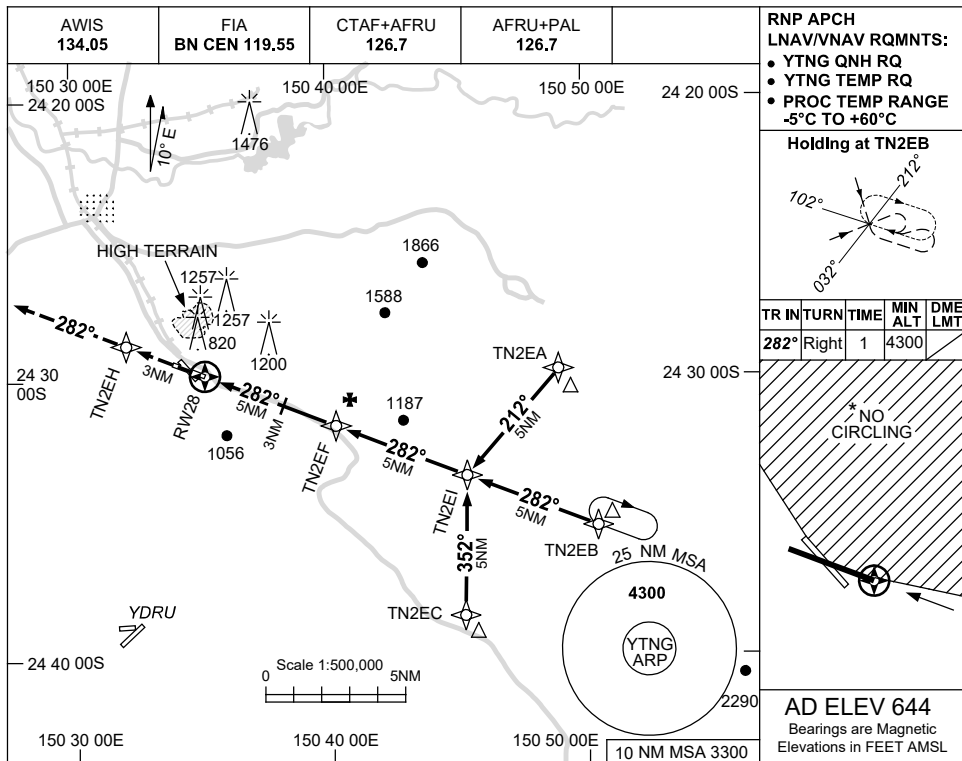 AWIS
134.05
FIA
BN CEN 119.55
CTAF+AFRU
126.7
AFRU+PAL
126.7
RNP APCH
LNAV/VNAV RQMNTS:
• YTNG QNH RQ
• YTNG TEMP RQ
• PROC TEMP RANGE
-5°C TO +60°C
150 30 00E
150 40 00E
150 50 00E
24 20 00S
24 20 00S
10° E
1476
Holding at TN2EB
212°
102°
032°
TR IN
TURN
TIME
MIN
ALT
DME
LMT
282°
Right
1
4300
HIGH TERRAIN
1257
1257
820
1200
1866
1588
1187
1056
TN2EA
24 30
00S
24 30 00S
282°
TN2EH
3NM
RW28
282°
5NM
3NM
TN2EF
282°
5NM
TN2EI
212°
5NM
282°
5NM
TN2EB
352°
5NM
TN2EC
25 NM MSA
4300
YTNG
ARP
2290
10 NM MSA 3300
YDRU
24 40 00S
Scale 1:500,000
0
5NM
150 30 00E
150 40 00E
150 50 00E
* NO
CIRCLING
AD ELEV 644
Bearings are Magnetic
Elevations in FEET AMSL